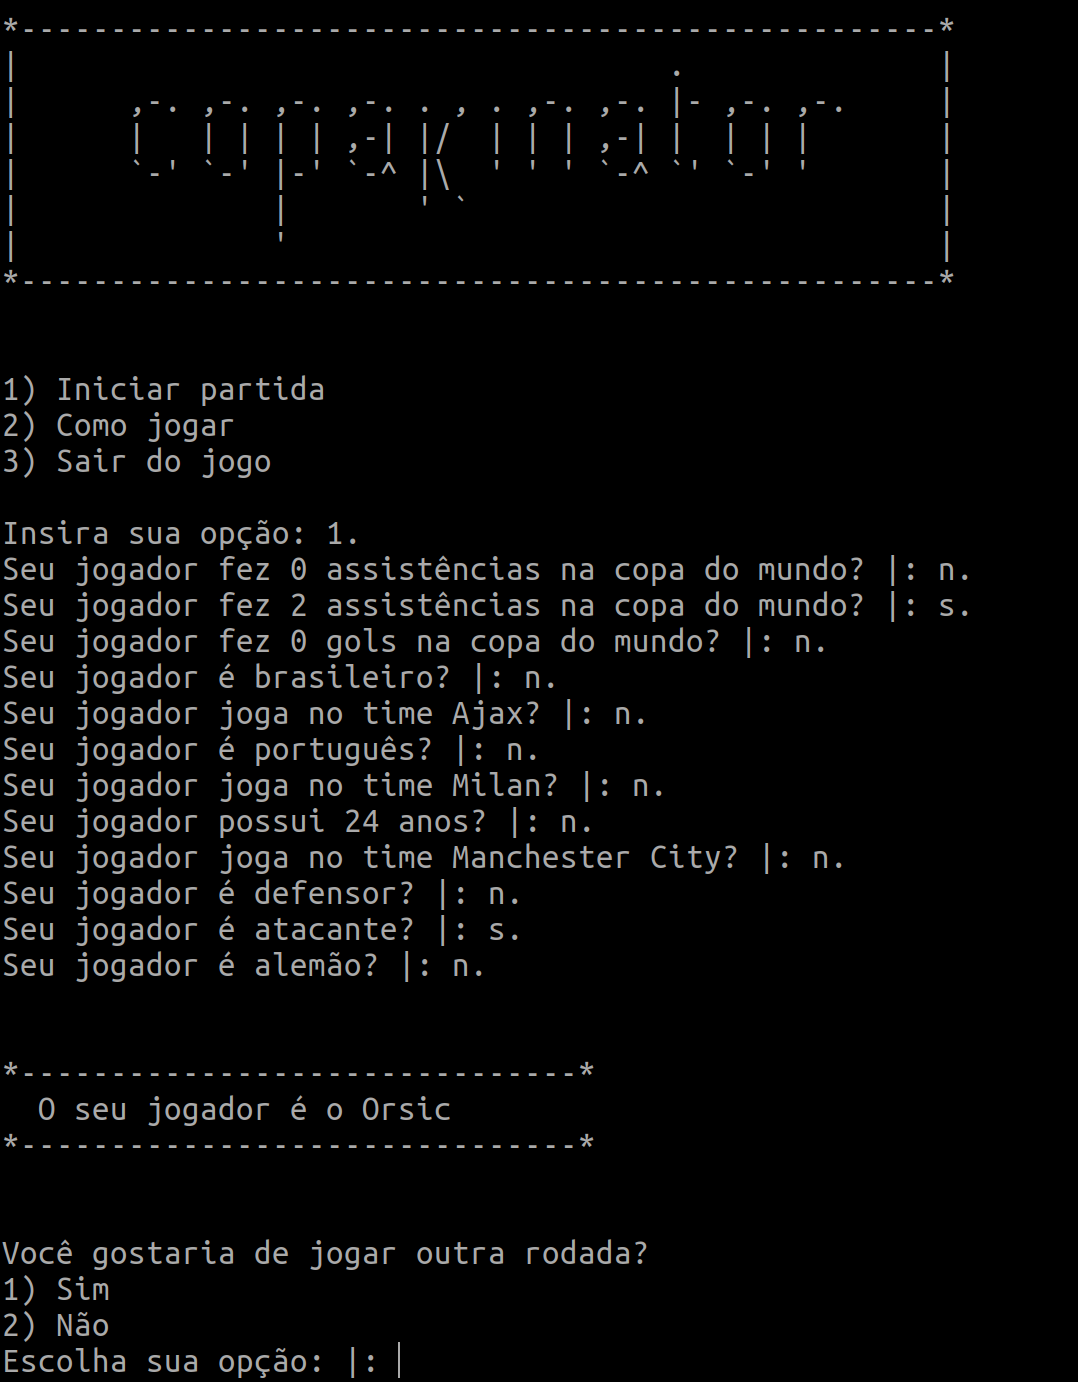 *---------------------------------------------------*
|                                    .              |
|      ,-. ,-. ,-. ,-. . , . ,-. ,-. |- ,-. ,-.     |
|      |   | | | | ,-| |/  | | | ,-| |  | | |       |
|      `-' `-' |-' `-^ |\  ' ' ' `-^ `' `-' '       |
|              |       ' `                          |
|              '                                    |
*---------------------------------------------------*
1) Iniciar partida
2) Como jogar
3) Sair do jogo
Insira sua opção: 1.
Seu jogador fez 0 assistências na copa do mundo? |: n.
Seu jogador fez 2 assistências na copa do mundo? |: s.
Seu jogador fez 0 gols na copa do mundo? |: n.
Seu jogador é brasileiro? |: n.
Seu jogador joga no time Ajax? |: n.
Seu jogador é português? |: n.
Seu jogador joga no time Milan? |: n.
Seu jogador possui 24 anos? |: n.
Seu jogador joga no time Manchester City? |: n.
Seu jogador é defensor? |: n.
Seu jogador é atacante? |: s.
Seu jogador é alemão? |: n.
*-------------------------------*
  O seu jogador é o Orsic
*-------------------------------*
Você gostaria de jogar outra rodada?
1) Sim
2) Não
Escolha sua opção: |: